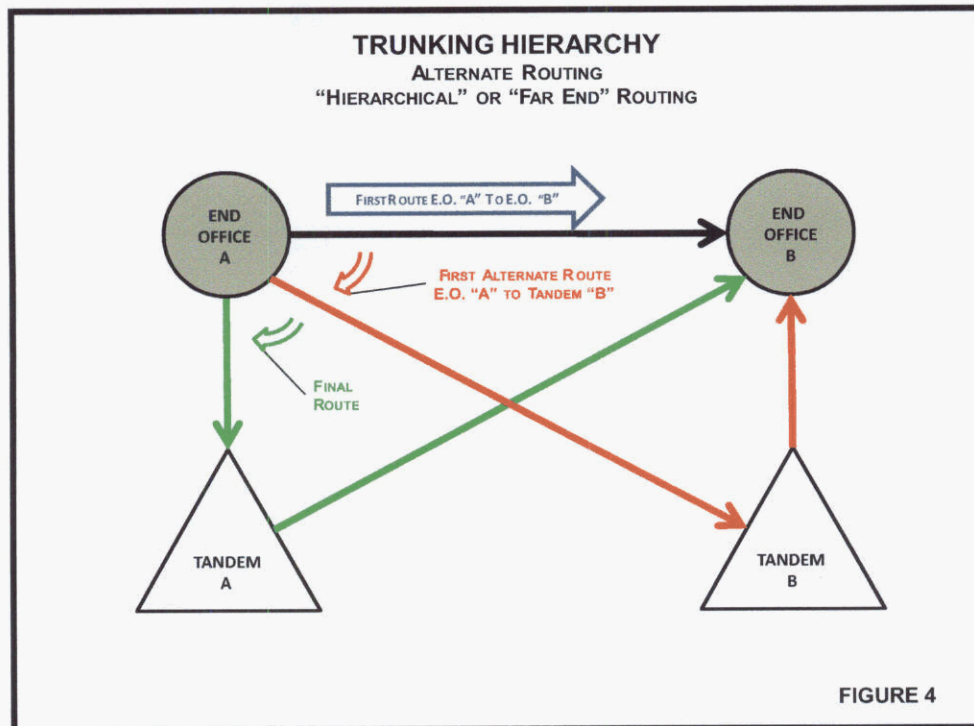 TRUNKING HIERARCHY
ALTERNATE ROUTING
“HIERARCHICAL” OR “FAR END” ROUTING
END
OFFICE
A
FIRST ROUTE E.O. “A” TO E.O. “B”
END
OFFICE
B
FIRST ALTERNATE ROUTE
E.O. “A” TO TANDEM “B”
FINAL
ROUTE
TANDEM
A
TANDEM
B
FIGURE 4